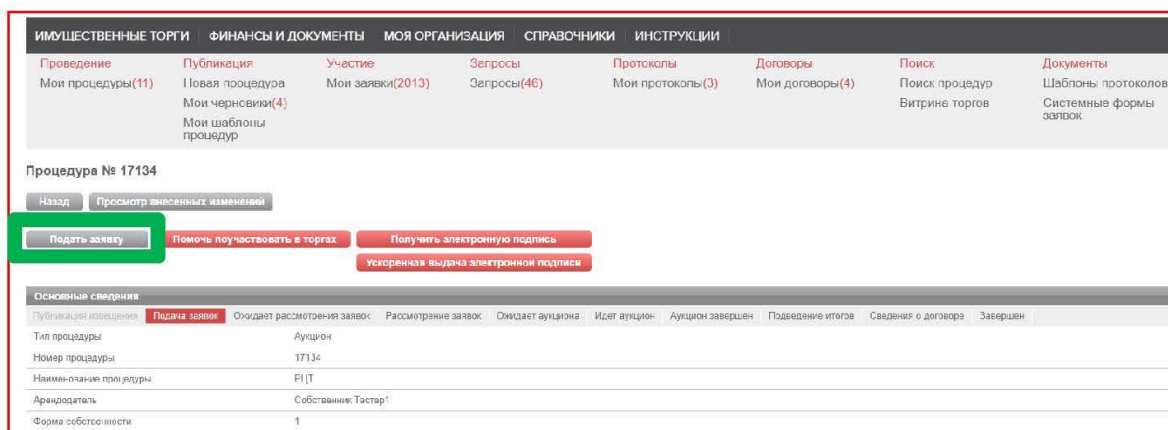 ИМУЩЕСТВЕННЫЕ ТОРГИ ФИНАНСЫ И ДОКУМЕНТЫ МОЯ ОРГАНИЗАЦИЯ СПРАВОЧНИКИ ИНСТРУКЦИИ
Проведение Публикация Участие Запросы Протоколы Договоры Поиск Документы
Мои процедуры(11) Новая процедура Мои заявки(2013) Запросы(46) Мои протоколы(3) Мои договоры(4) Поиск процедур Шаблоны протоколов
Мои черновики(4) Витрина торгов Системные формы
Мои шаблоны заявок
процедур
Процедура № 17134
Назад Просмотр внесенных изменений
Подать заявку Помочь поучаствовать в торгах Получить электронную подпись
Ускоренная выдача электронной подписи
Основные сведения
Публикация извещения Подача заявок Ожидает рассмотрения заявок Рассмотрение заявок Ожидает аукциона Идет аукцион Аукцион завершен Подведение итогов Сведения о договоре Завершен
Тип процедуры Аукцион
Номер процедуры 17134
Наименование процедуры
Арендодатель Собственник Тастер1
Форма собственности 1